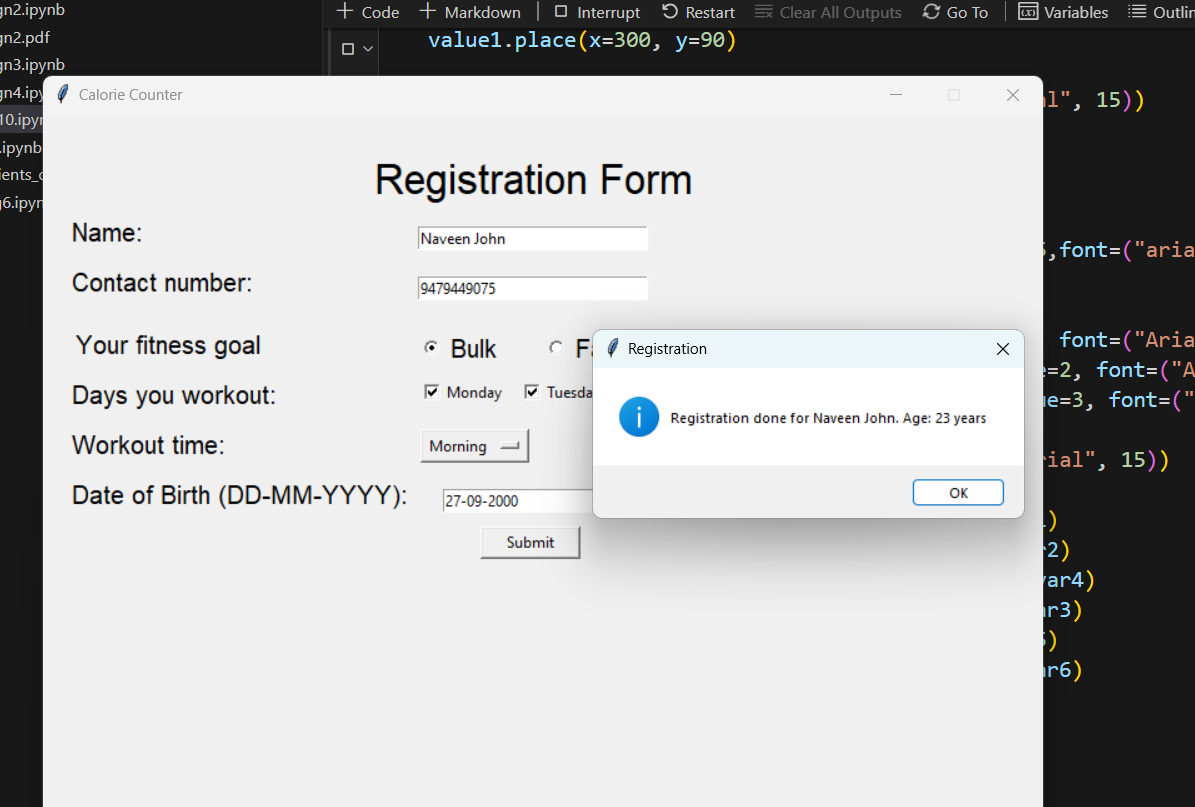 gn2.ipynb
gn2.pdf
gn3.ipynb
gn4.ipy
10.ipyn
.ipynb
ients_c
g6.ipyn
Code Markdown Interrupt Restart Clear All Outputs Go To Variables Outlin
value1.place(x=300, y=90)
Calorie Counter
al", 15))
Registration Form
Name: Naveen John
,font=("aria
Contact number: 9479449075
Your fitness goal Bulk Fa
Registration
font=("Aria
e=2, font=("A
ue=3, font=("
Days you workout: Monday Tuesda
Registration done for Naveen John. Age: 23 years
Workout time: Morning
rial", 15))
Date of Birth (DD-MM-YYYY): 27-09-2000
OK
Submit
)
r2)
var4)
ar3)
)
ar6)